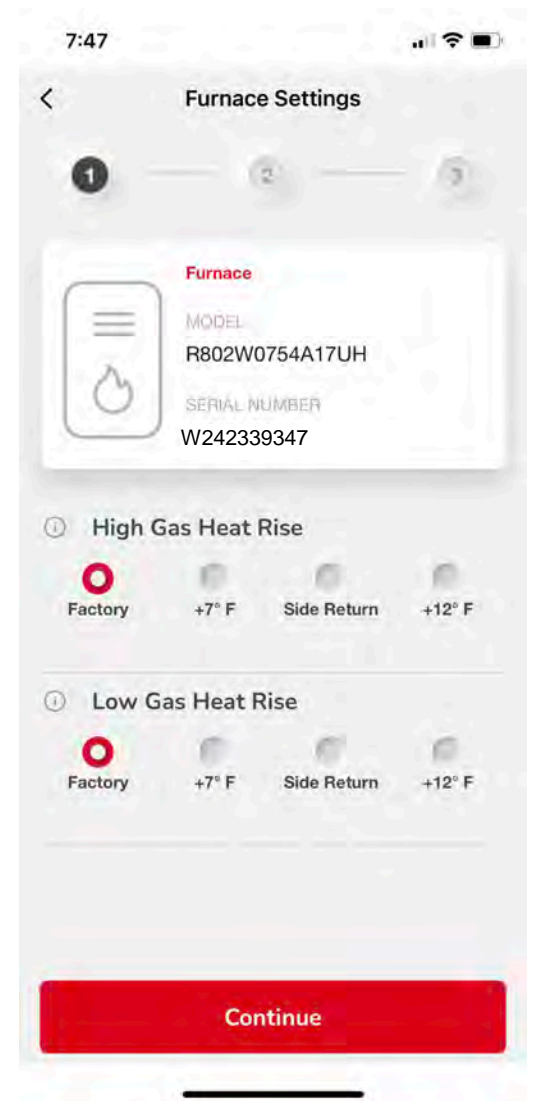 7:47
Furnace Settings
1 2 3
Furnace
MODEL
R802W0754A17UH
SERIAL NUMBER
W242339347
High Gas Heat Rise
Factory +7° F Side Return +12° F
Low Gas Heat Rise
Factory +7° F Side Return +12° F
Continue